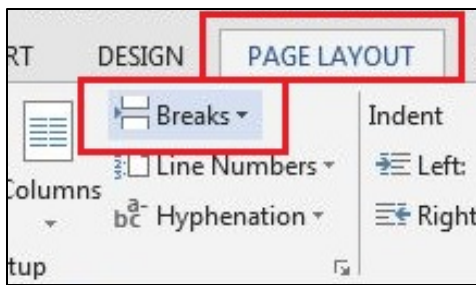 RT DESIGN PAGE LAYOUT
Breaks Indent
Line Numbers Left:
Columns
Hyphenation Right
tup